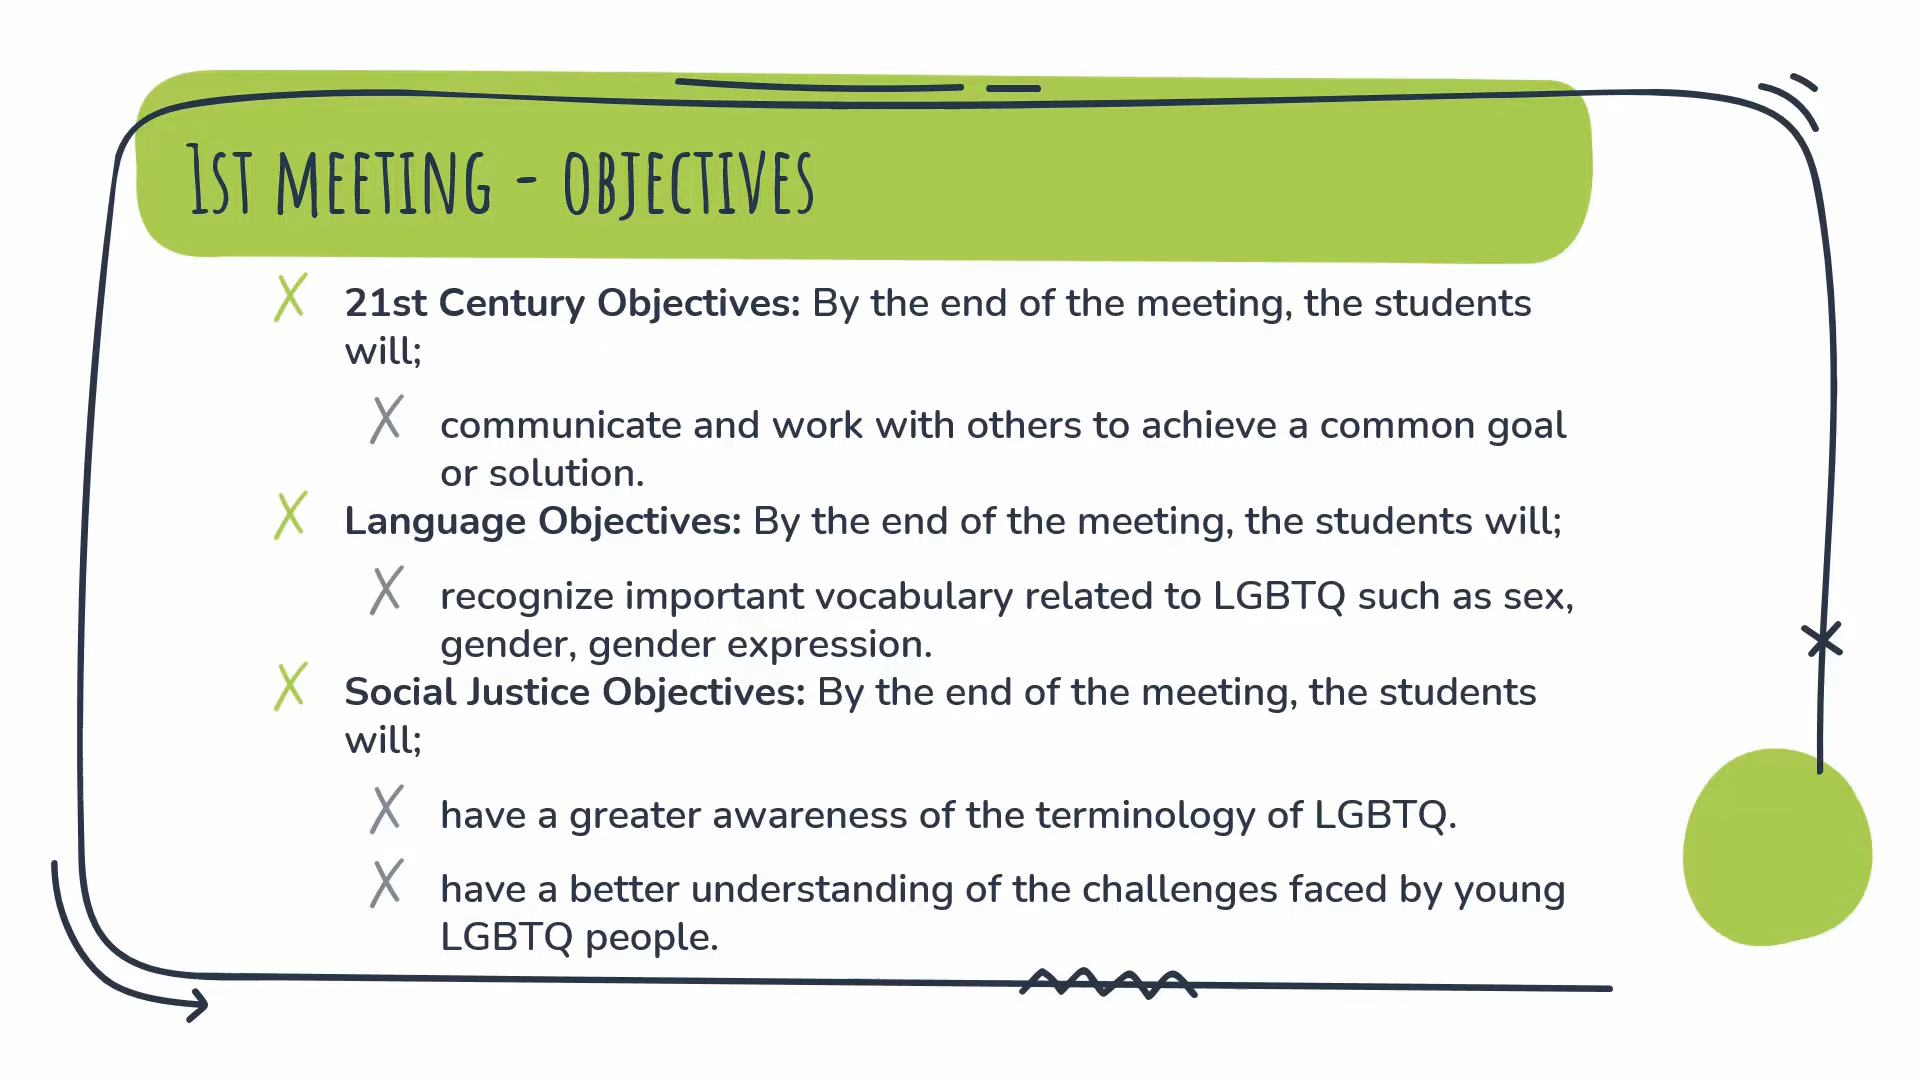 1st meeting - objectives
21st Century Objectives: By the end of the meeting, the students
will;
communicate and work with others to achieve a common goal
or solution.
Language Objectives: By the end of the meeting, the students will;
recognize important vocabulary related to LGBTQ such as sex,
gender, gender expression.
Social Justice Objectives: By the end of the meeting, the students
will;
have a greater awareness of the terminology of LGBTQ.
have a better understanding of the challenges faced by young
LGBTQ people.